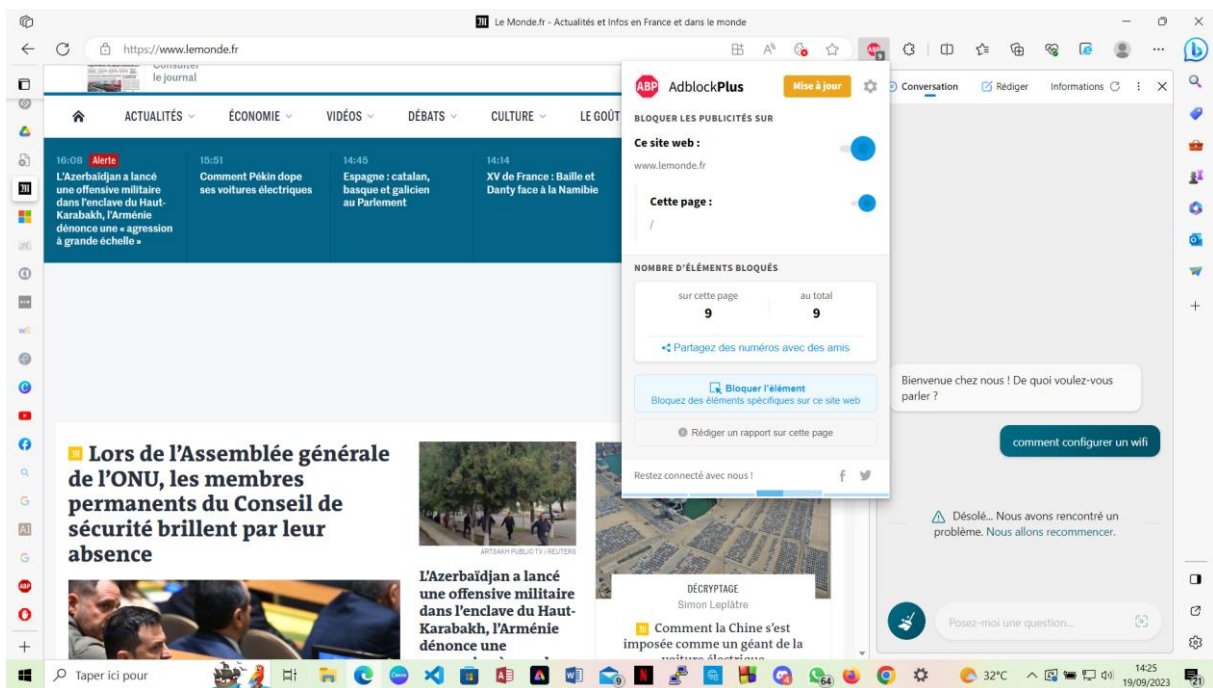 Le Monde.fr - Actualités et Infos en France et dans le monde
https://www.lemonde.fr
Consulter
le journal
ACTUALITÉS
ÉCONOMIE
VIDÉOS
DÉBATS
CULTURE
LE GOÛT
16:08 Alerte
L'Azerbaïdjan a lancé
une offensive militaire
dans l'enclave du Haut-
Karabakh, l'Arménie
dénonce une « agression
à grande échelle »
15:51
Comment Pékin dope
ses voitures électriques
14:45
Espagne : catalan,
basque et galicien
au Parlement
14:14
XV de France : Baille et
Danty face à la Namibie
Lors de l'Assemblée générale
de l'ONU, les membres
permanents du Conseil de
sécurité brillent par leur
absence
ARTSAKH PUBLIC TV / REUTERS
L'Azerbaïdjan a lancé
une offensive militaire
dans l'enclave du Haut-
Karabakh, l'Arménie
dénonce une
DÉCRYPTAGE
Simon Leplâtre
Comment la Chine s'est
imposée comme un géant de la
voiture électrique
ABP AdblockPlus
Mise à jour
BLOQUER LES PUBLICITÉS SUR
Ce site web :
www.lemonde.fr
Cette page :
/
NOMBRE D'ÉLÉMENTS BLOQUÉS
sur cette page
9
au total
9
Partagez des numéros avec des amis
Bloquer l'élément
Bloquez des éléments spécifiques sur ce site web
Rédiger un rapport sur cette page
Restez connecté avec nous !
Conversation
Rédiger
Informations
Bienvenue chez nous ! De quoi voulez-vous
parler ?
comment configurer un wifi
Désolé... Nous avons rencontré un
problème. Nous allons recommencer.
Posez-moi une question...
Taper ici pour
64
32°C
14:25
19/09/2023
21